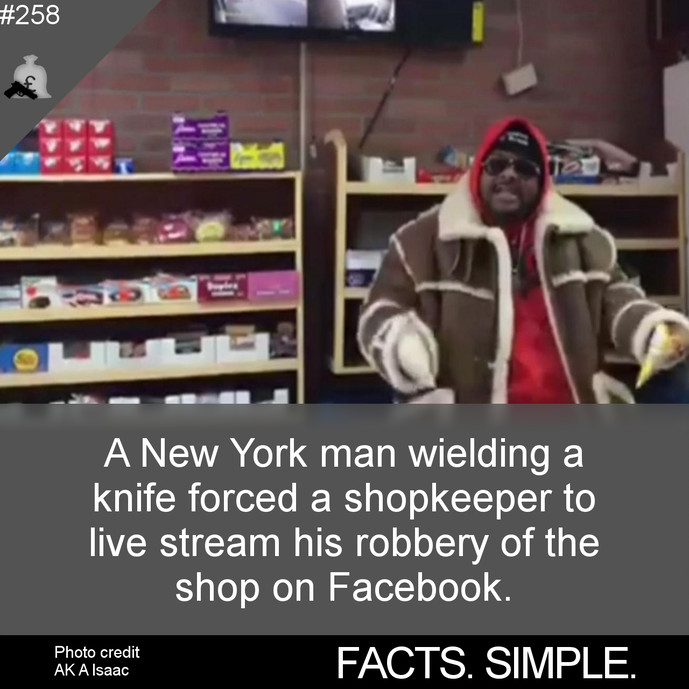 #258
£
A New York man wielding a
knife forced a shopkeeper to
live stream his robbery of the
shop on Facebook.
Photo credit
AK A Isaac
FACTS. SIMPLE.